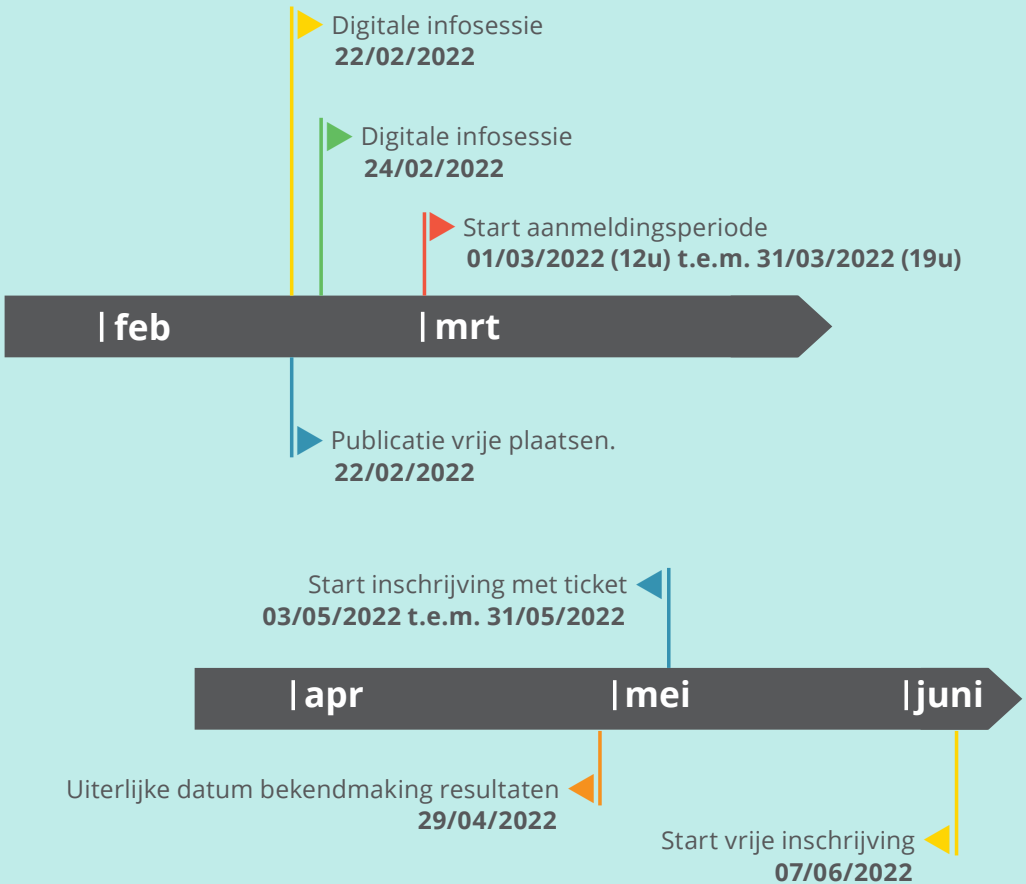 Digitale infosessie
22/02/2022
Digitale infosessie
24/02/2022
Start aanmeldingsperiode
01/03/2022 (12u) t.e.m. 31/03/2022 (19u)
feb
mrt
Publicatie vrije plaatsen.
22/02/2022
Start inschrijving met ticket
03/05/2022 t.e.m. 31/05/2022
apr
mei
juni
Uiterlijke datum bekendmaking resultaten
29/04/2022
Start vrije inschrijving
07/06/2022